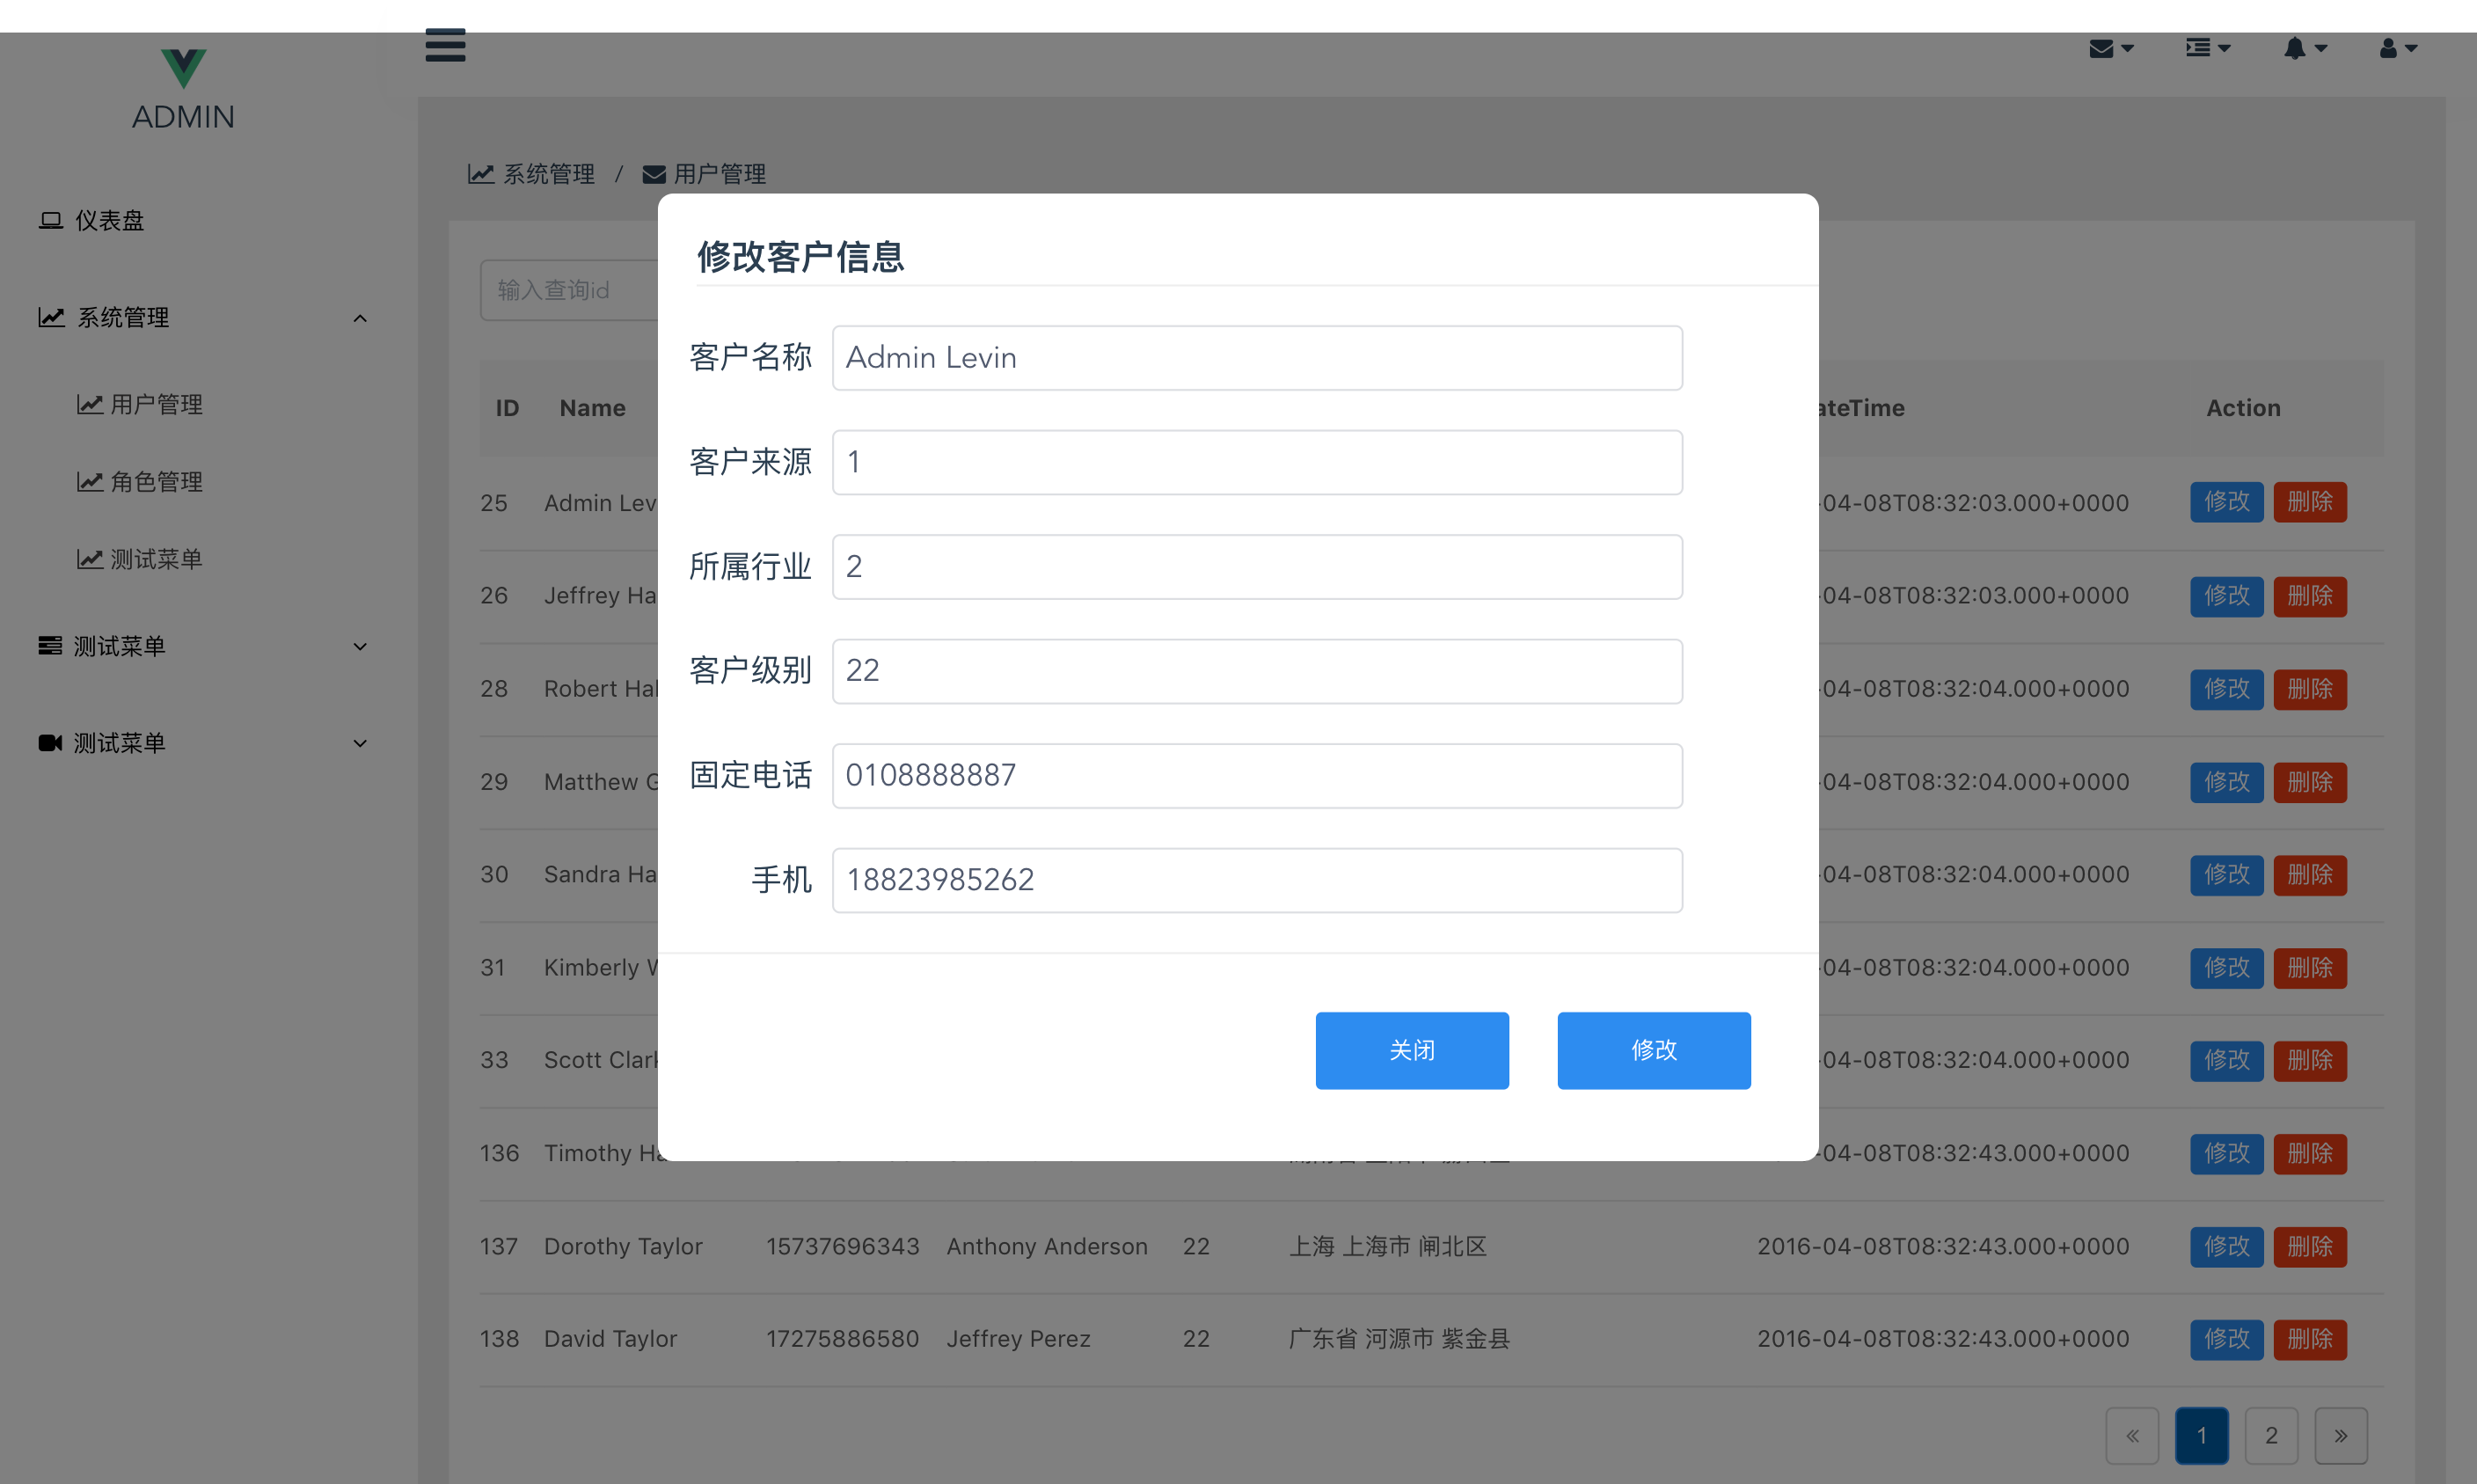 ADMIN
系统管理 / 用户管理
仪表盘
系统管理
用户管理
角色管理
测试菜单
测试菜单
测试菜单
输入查询id
修改客户信息
客户名称 Admin Levin
客户来源 1
所属行业 2
客户级别 22
固定电话 0108888887
手机 18823985262
关闭 修改
ID Name Action
25 Admin 04-08T08:32:03.000+0000 修改 删除
26 Jeffrey 04-08T08:32:03.000+0000 修改 删除
28 Robert 04-08T08:32:04.000+0000 修改 删除
29 Matthew 04-08T08:32:04.000+0000 修改 删除
30 Sandra 04-08T08:32:04.000+0000 修改 删除
31 Kimberly 04-08T08:32:04.000+0000 修改 删除
33 Scott 04-08T08:32:04.000+0000 修改 删除
136 Timothy 04-08T08:32:43.000+0000 修改 删除
137 Dorothy Taylor 15737696343 Anthony Anderson 22 上海 上海市 闸北区 2016-04-08T08:32:43.000+0000 修改 删除
138 David Taylor 17275886580 Jeffrey Perez 22 广东省 河源市 紫金县 2016-04-08T08:32:43.000+0000 修改 删除
« 1 2 »